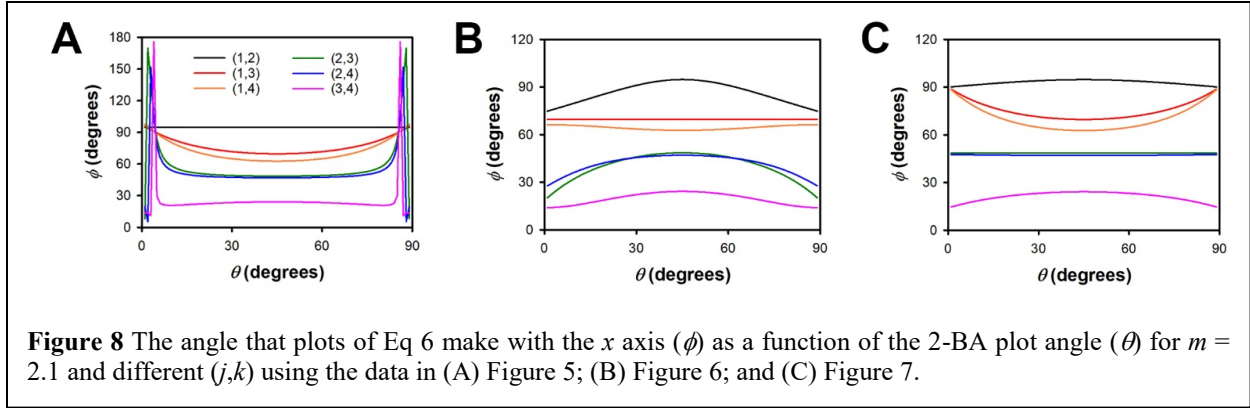 A
B
C
180
150
120
90
60
30
0
(1,2)
(1,3)
(1,4)
(2,3)
(2,4)
(3,4)
ϕ (degrees)
0 30 60 90
θ (degrees)
120
90
60
30
0
ϕ (degrees)
0 30 60 90
θ (degrees)
120
90
60
30
0
ϕ (degrees)
0 30 60 90
θ (degrees)
Figure 8 The angle that plots of Eq 6 make with the x axis (ϕ) as a function of the 2-BA plot angle (θ) for m =
2.1 and different (j,k) using the data in (A) Figure 5; (B) Figure 6; and (C) Figure 7.